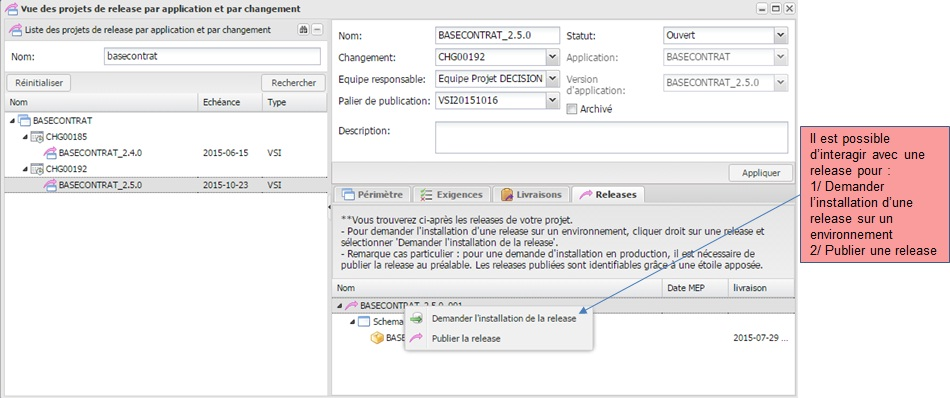 Vue des projets de release par application et par changement
Liste des projets de release par application et par changement
Nom:
basecontrat
Réinitialiser
Rechercher
Nom
Echéance
Type
BASECONTRAT
CHG00185
BASECONTRAT_2.4.0
2015-06-15
VSI
CHG00192
BASECONTRAT_2.5.0
2015-10-23
VSI
Nom:
BASECONTRAT_2.5.0
Statut:
Ouvert
Changement:
CHG00192
Application:
BASECONTRAT
Equipe responsable:
Equipe Projet DECISION
Version
d'application:
BASECONTRAT_2.5.0
Palier de publication:
VSI20151016
Archivé
Description:
Appliquer
Périmètre
Exigences
Livraisons
Releases
**Vous trouverez ci-après les releases de votre projet.
- Pour demander l'installation d'une release sur un environnement, cliquer droit sur une release et
sélectionner 'Demander l'installation de la release'.
- Remarque cas particulier : pour une demande d'installation en production, il est nécessaire de
publier la release au préalable. Les releases publiées sont identifiables grâce à une étoile apposée.
Nom
Date MEP
livraison
BASECONTRAT_2.5.0_001
Schema
Demander l'installation de la release
BASE
Publier la release
2015-07-29 ...
Il est possible
d'interagir avec une
release pour :
1/ Demander
l'installation d'une
release sur un
environnement
2/ Publier une release